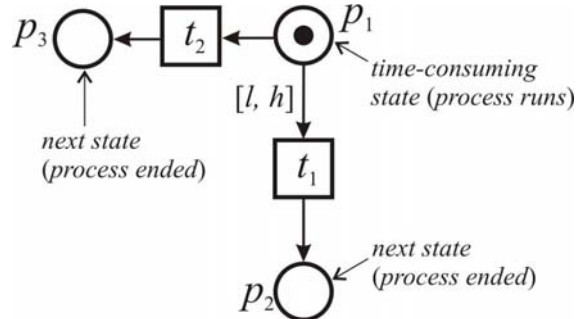 p3
t2
p1
time-consuming
state (process runs)
[l, h]
next state
(process ended)
t1
next state
(process ended)
p2